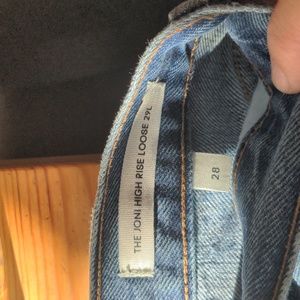 THE JONI HIGH RISE LOOSE 29L
28